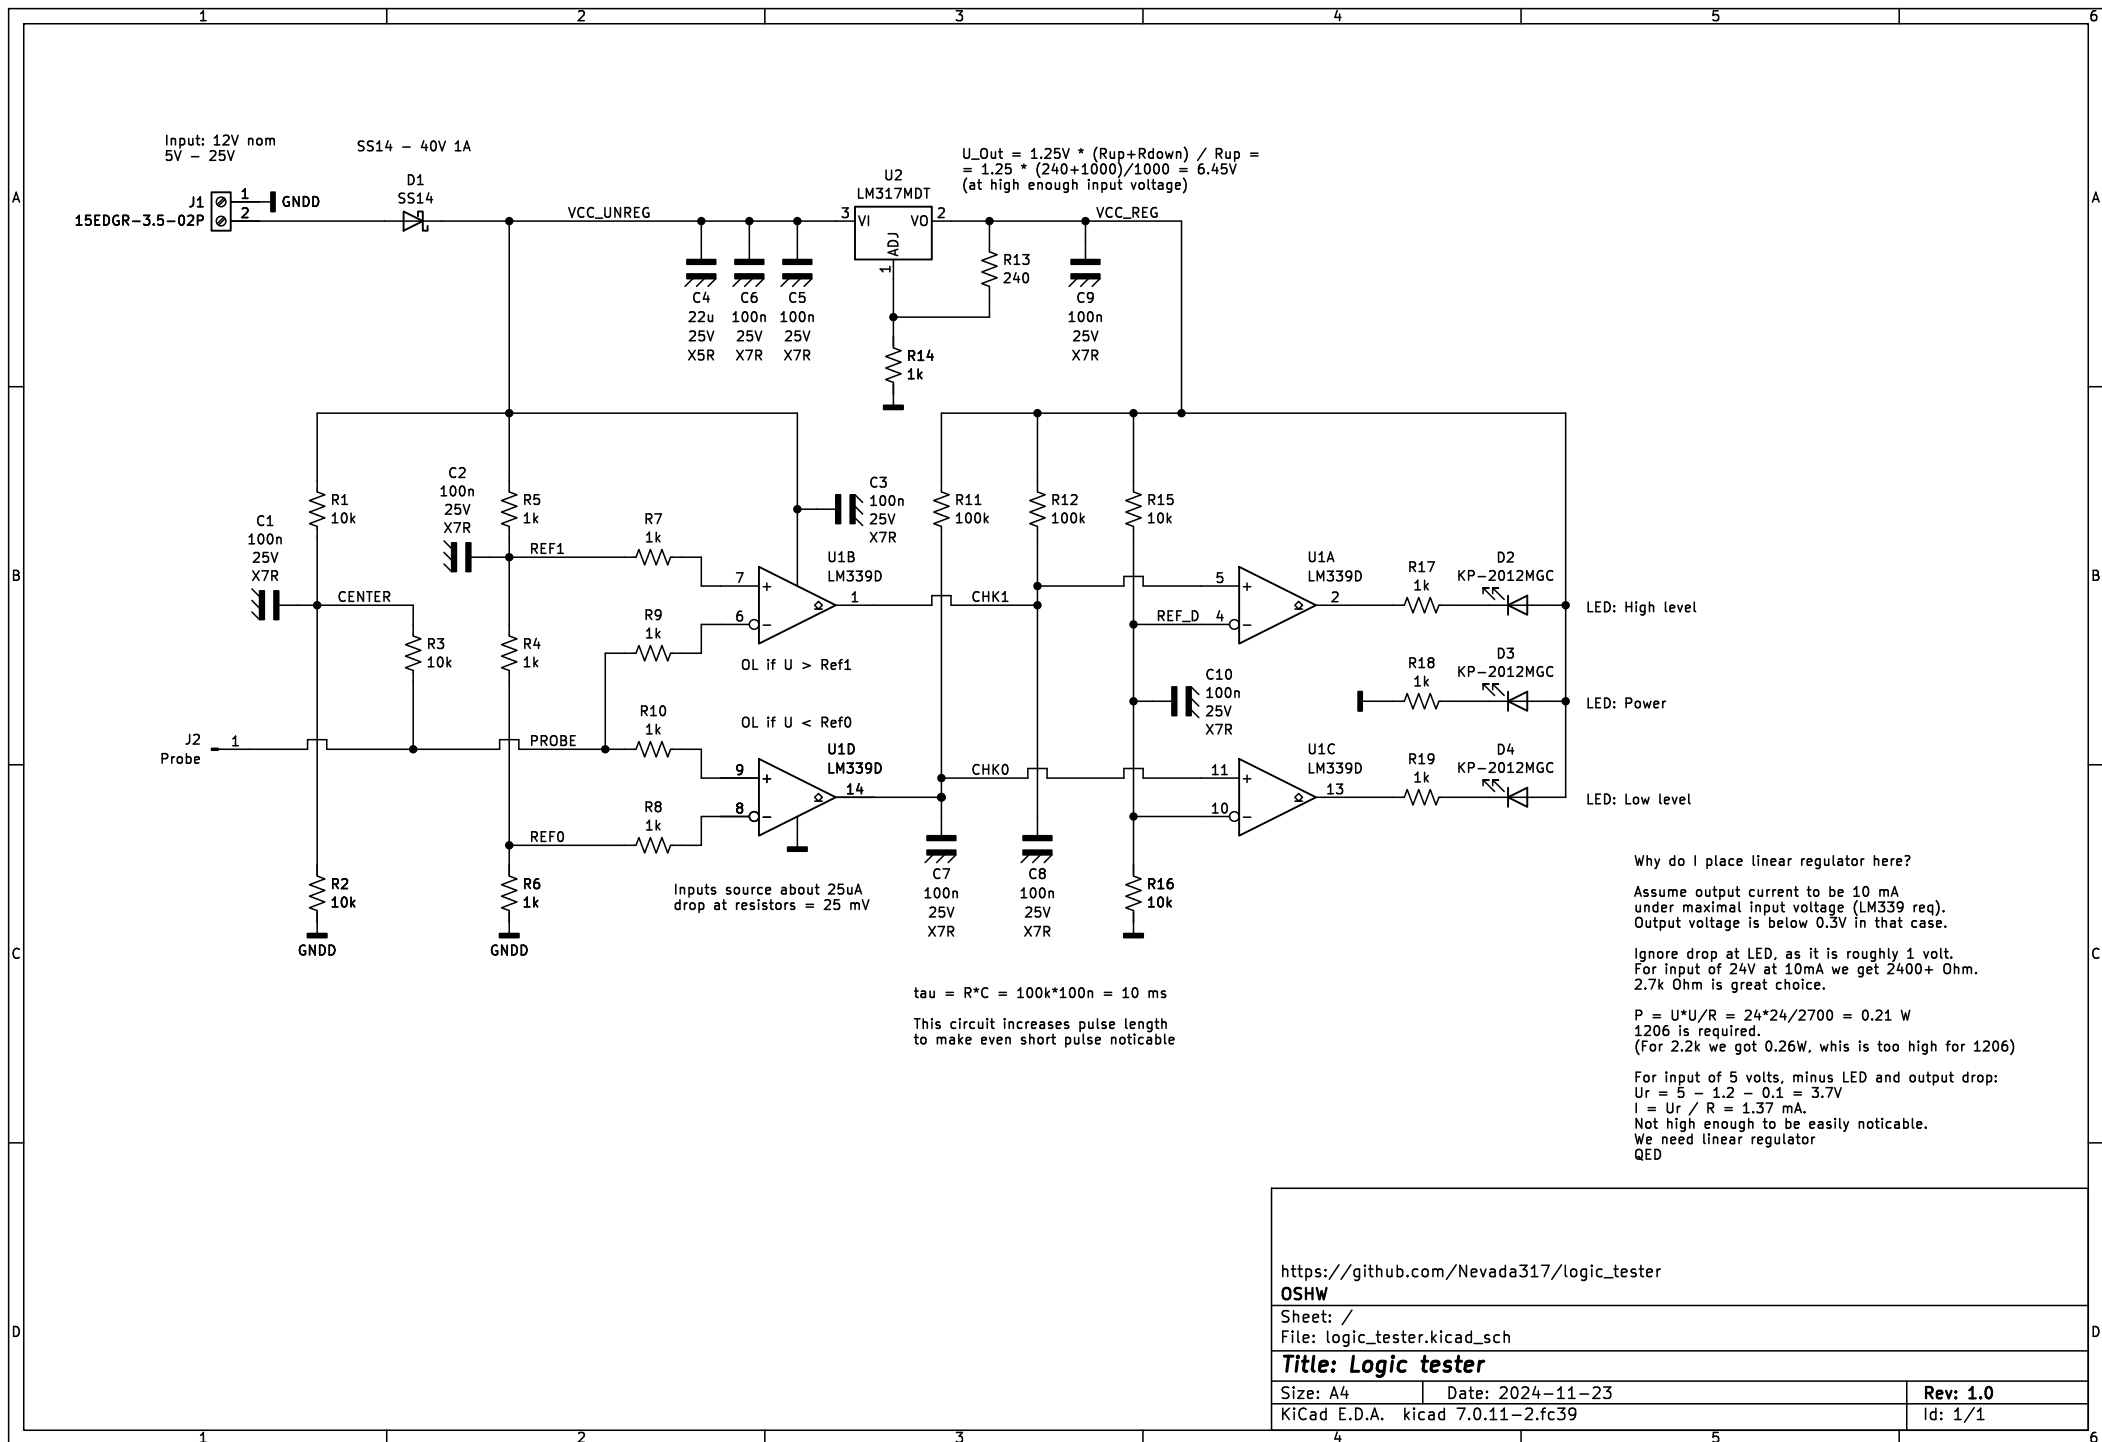 1 2 3 4 5 6
A
B
C
D
A
B
C
D
1 2 3 4 5 6
Input: 12V nom
5V – 25V
SS14 – 40V 1A
D1
SS14
J1
15EDGR-3.5-02P
1
2
GNDD
VCC_UNREG
U2
LM317MDT
3 VI
VO 2
ADJ
1
U_Out = 1.25V * (Rup+Rdown) / Rup =
= 1.25 * (240+1000)/1000 = 6.45V
(at high enough input voltage)
VCC_REG
R13
240
C4
22u
25V
X5R
C6
100n
25V
X7R
C5
100n
25V
X7R
R14
1k
C9
100n
25V
X7R
R1
10k
C1
100n
25V
X7R
CENTER
R3
10k
C2
100n
25V
X7R
R5
1k
REF1
R4
1k
R7
1k
R9
1k
C3
100n
25V
X7R
U1B
LM339D
7
+
6
–
1
OL if U > Ref1
J2
Probe
1
PROBE
R10
1k
OL if U < Ref0
U1D
LM339D
9
+
8
–
14
R8
1k
REF0
R2
10k
GNDD
R6
1k
GNDD
Inputs source about 25uA
drop at resistors = 25 mV
R11
100k
R12
100k
R15
10k
CHK1
CHK0
REF_D
U1A
LM339D
5
+
4
–
2
R17
1k
D2
KP-2012MGC
LED: High level
C10
100n
25V
X7R
R18
1k
D3
KP-2012MGC
LED: Power
U1C
LM339D
11
+
10
–
13
R19
1k
D4
KP-2012MGC
LED: Low level
C7
100n
25V
X7R
C8
100n
25V
X7R
R16
10k
tau = R*C = 100k*100n = 10 ms
This circuit increases pulse length
to make even short pulse noticable
Why do I place linear regulator here?
Assume output current to be 10 mA
under maximal input voltage (LM339 req).
Output voltage is below 0.3V in that case.
Ignore drop at LED, as it is roughly 1 volt.
For input of 24V at 10mA we get 2400+ Ohm.
2.7k Ohm is great choice.
P = U*U/R = 24*24/2700 = 0.21 W
1206 is required.
(For 2.2k we got 0.26W, whis is too high for 1206)
For input of 5 volts, minus LED and output drop:
Ur = 5 – 1.2 – 0.1 = 3.7V
I = Ur / R = 1.37 mA.
Not high enough to be easily noticable.
We need linear regulator
QED
https://github.com/Nevada317/logic_tester
OSHW
Sheet: /
File: logic_tester.kicad_sch
Title: Logic tester
Size: A4 Date: 2024-11-23 Rev: 1.0
KiCad E.D.A. kicad 7.0.11-2.fc39 Id: 1/1